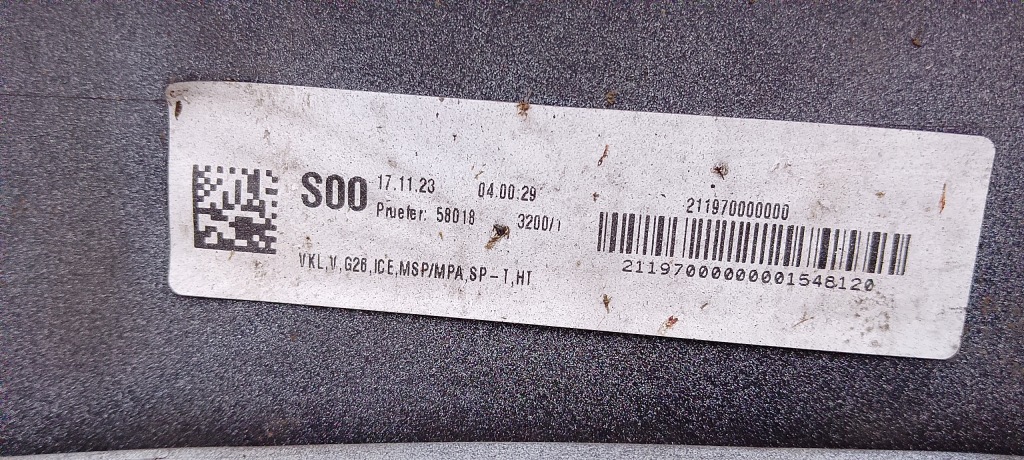 S00
17.11.23 04:00:29
Pruefer: 58018 3200/1
VKL,V,G26,ICE,MSP/MPA,SP-T,HT
211970000000
21197000000001548120